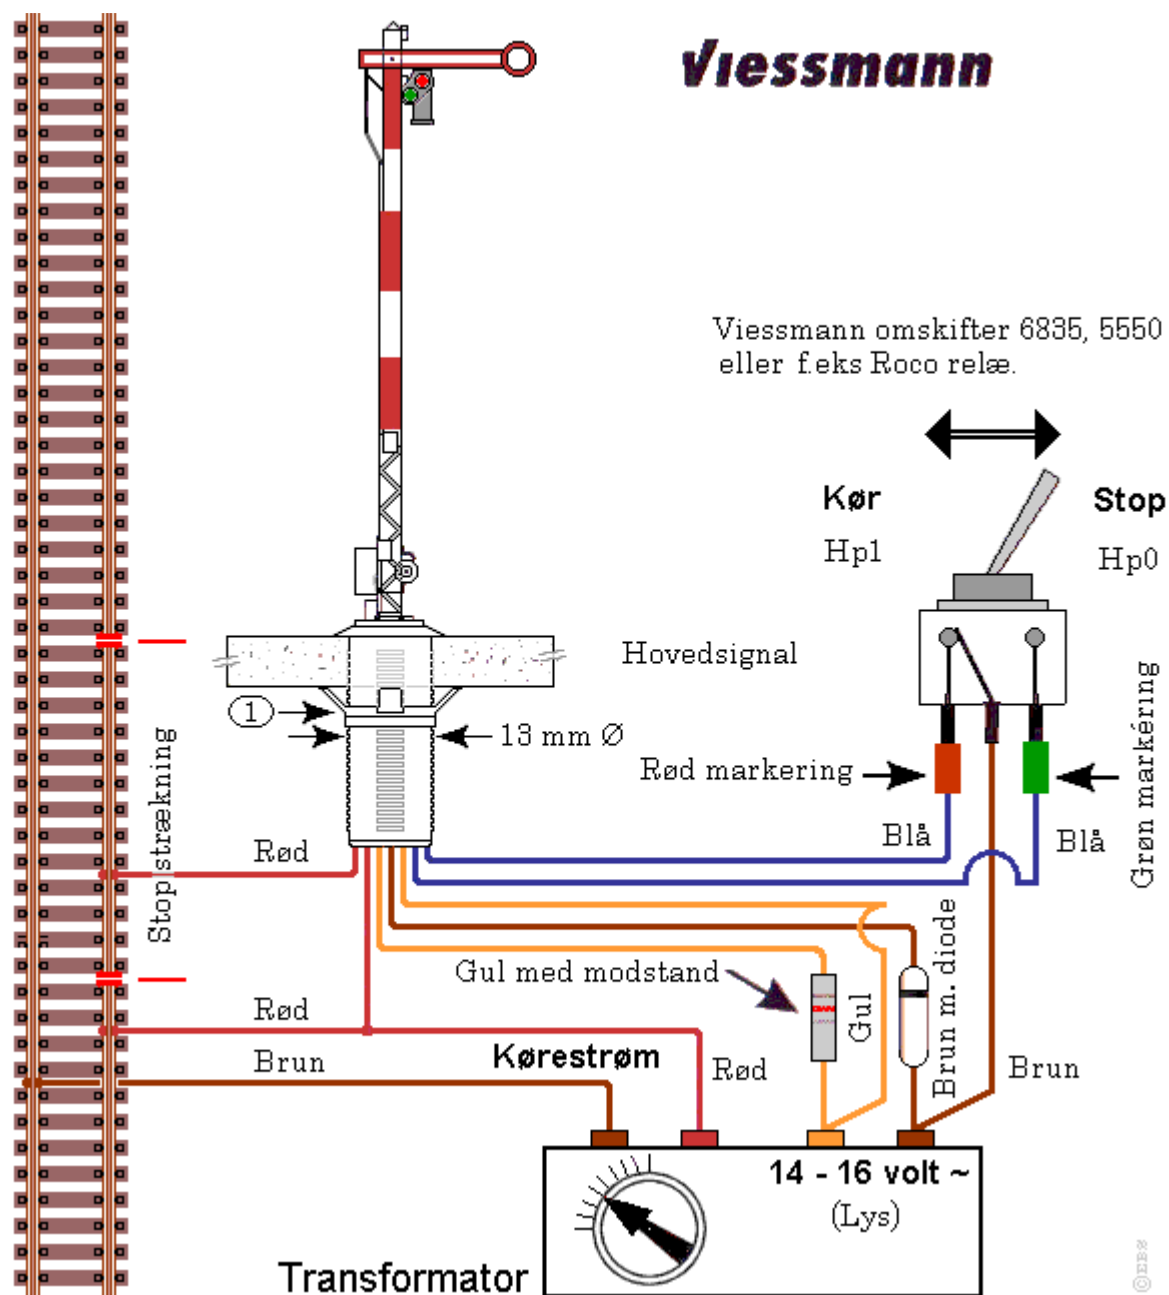 Viessmann
Viessmann omskifter 6835, 5550
eller f.eks Roco relæ.
Kør
Stop
Hp1
Hp0
Hovedsignal
1
13 mm Ø
Rød markering
Grøn markéring
Stop strækning
Blå
Blå
Rød
Gul med modstand
Gul
Brun m. diode
Rød
Brun
Kørestrøm
Rød
Brun
14 - 16 volt ~
(Lys)
Transformator